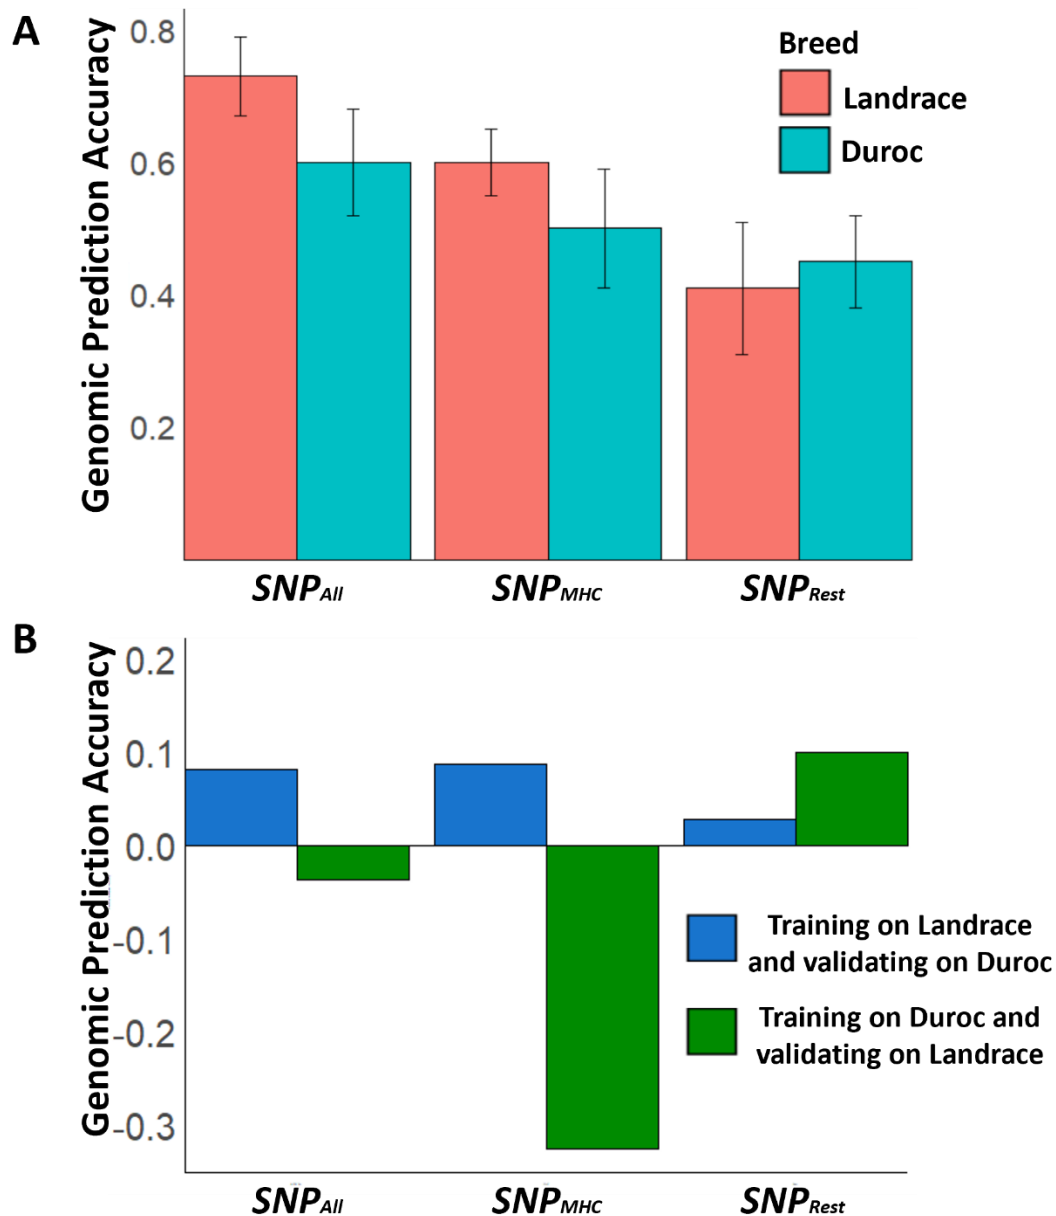 A
Genomic Prediction Accuracy
0.8
0.6
0.4
0.2
Breed
Landrace
Duroc
SNPAll
SNPMHC
SNPRest
B
Genomic Prediction Accuracy
0.2
0.1
0.0
-0.1
-0.2
-0.3
Training on Landrace
and validating on Duroc
Training on Duroc and
validating on Landrace
SNPAll
SNPMHC
SNPRest